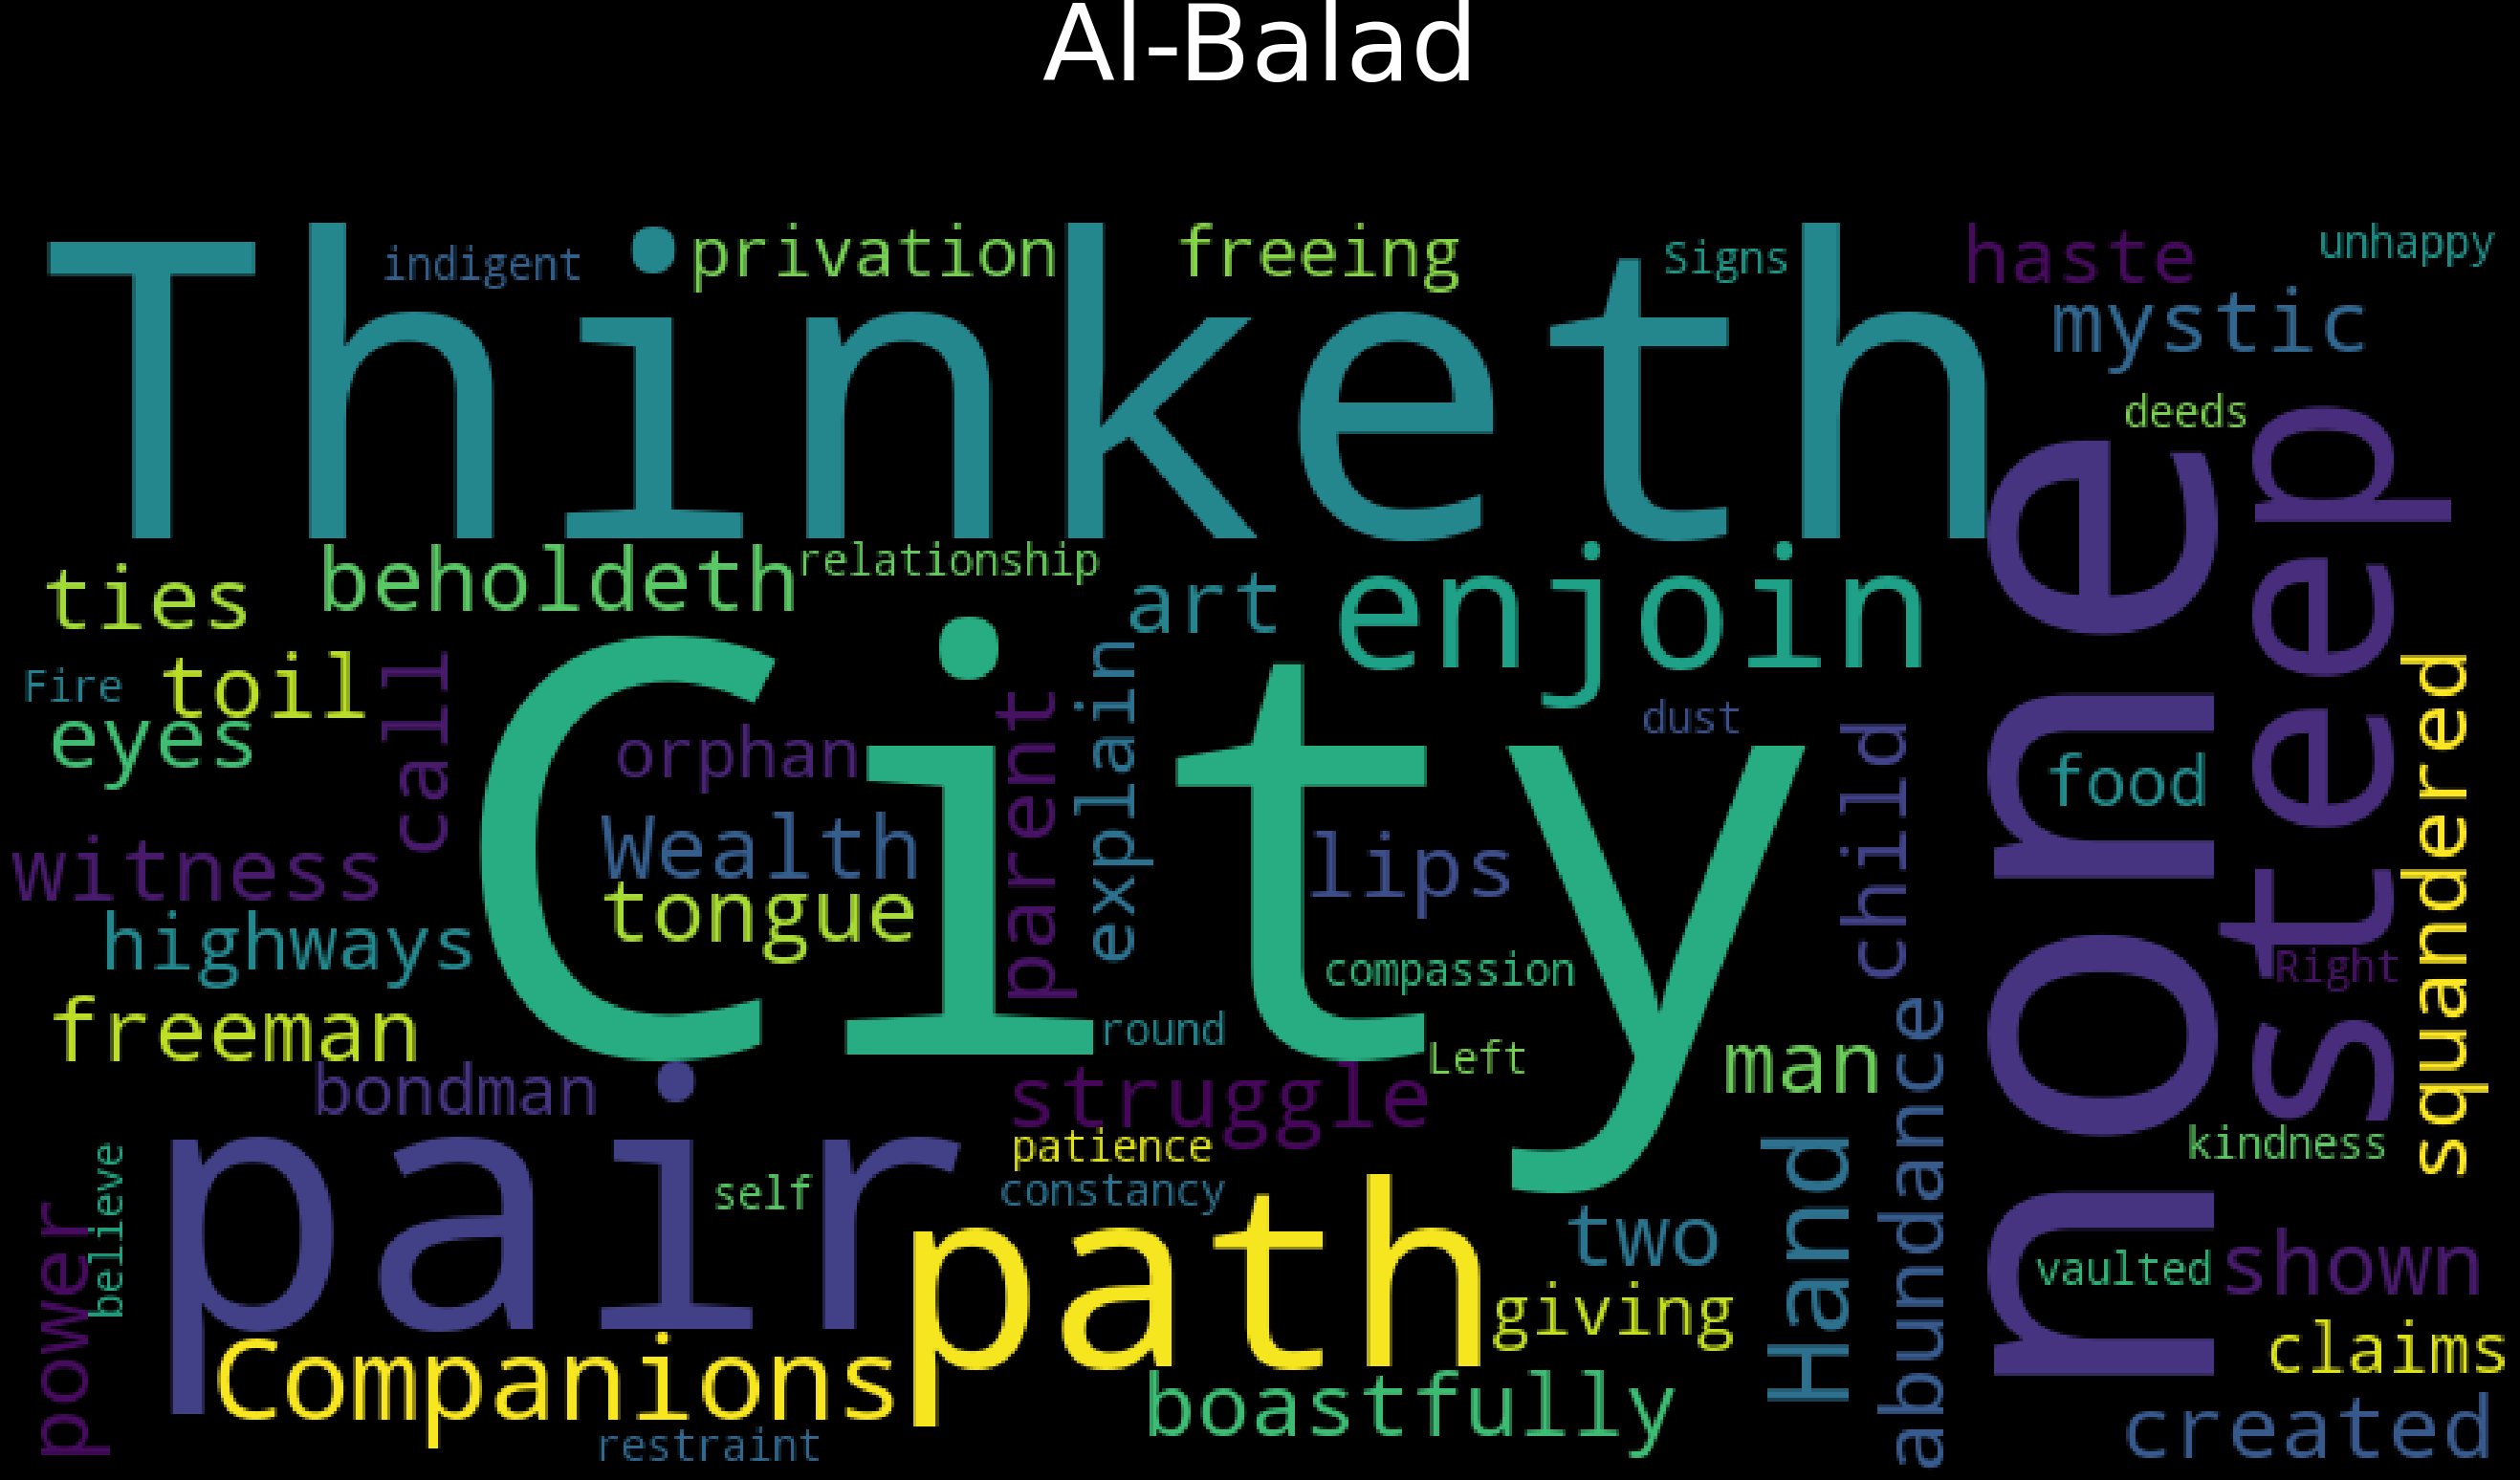 Al-Balad
Thinketh
indigent
privation
freeing
Signs
haste
unhappy
mystic
deeds
none
steep
beholdeth
relationship
ties
art
enjoin
Fire
toil
eyes
call
City
orphan
parent
explain
dust
child
food
squandered
Wealth
tongue
lips
witness
highways
compassion
Right
freeman
round
Left
man
abundance
bondman
struggle
patience
kindness
pair
self
constancy
believe
power
path
two
Hand
giving
vaulted
shown
claims
Companions
boastfully
created
restraint